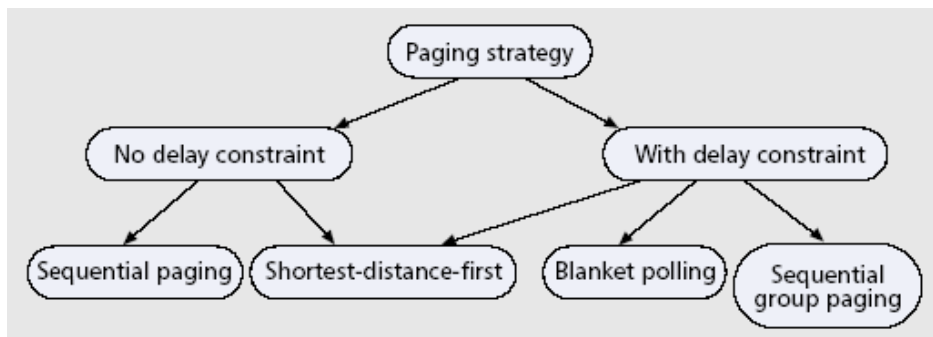 Paging strategy
No delay constraint
With delay constraint
Sequential paging
Shortest-distance-first
Blanket polling
Sequential
group paging